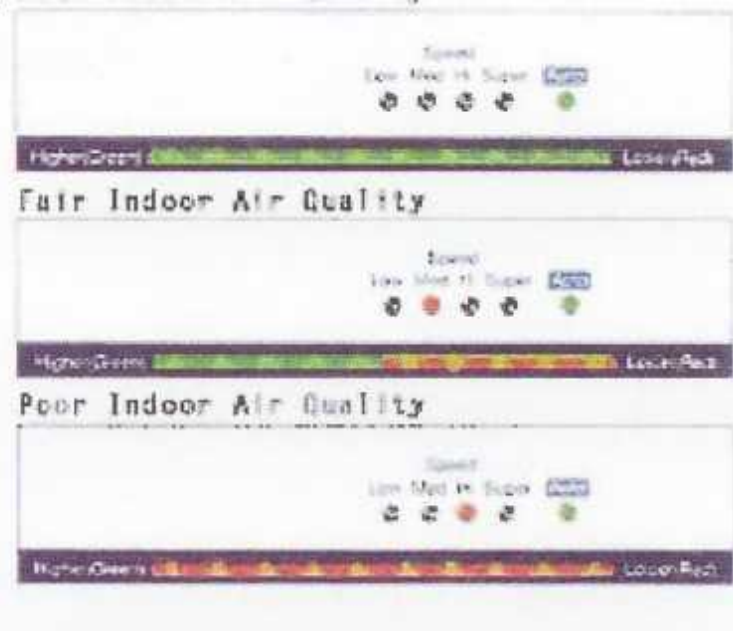 Speed
Low Med Hi Super Auto
Higher(Green) Lower(Red)
Fair Indoor Air Quality
Speed
Low Med Hi Super Auto
Higher(Green) Lower(Red)
Poor Indoor Air Quality
Speed
Low Med Hi Super Auto
Higher(Green) Lower(Red)